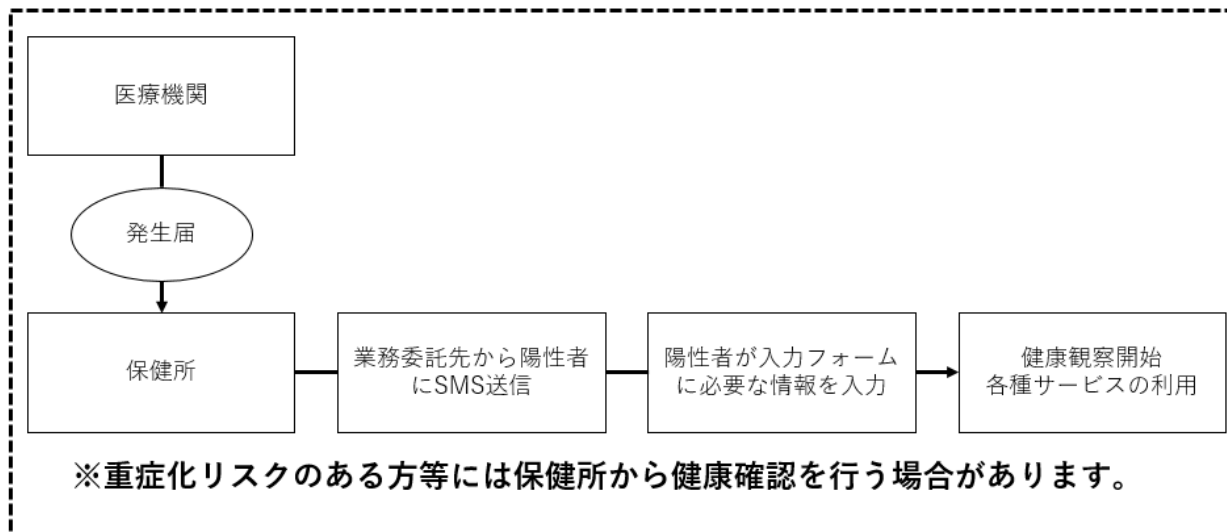 医療機関
発生届
保健所
業務委託先から陽性者
にSMS送信
陽性者が入力フォーム
に必要な情報を入力
健康観察開始
各種サービスの利用
※重症化リスクのある方等には保健所から健康確認を行う場合があります。